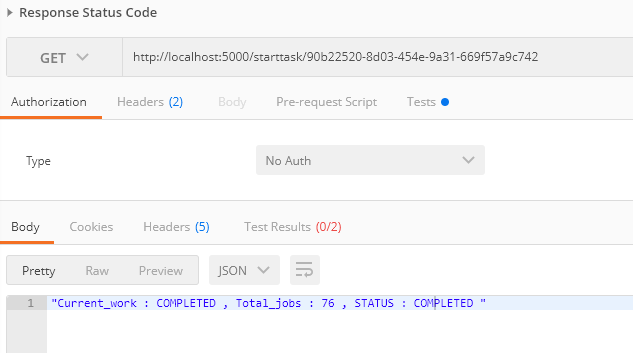 Response Status Code
GET http://localhost:5000/starttask/90b22520-8d03-454e-9a31-669f57a9c742
Authorization Headers (2) Body Pre-request Script Tests
Type No Auth
Body Cookies Headers (5) Test Results (0/2)
Pretty Raw Preview JSON
1 "Current_work : COMPLETED , Total_jobs : 76 , STATUS : COMPLETED "